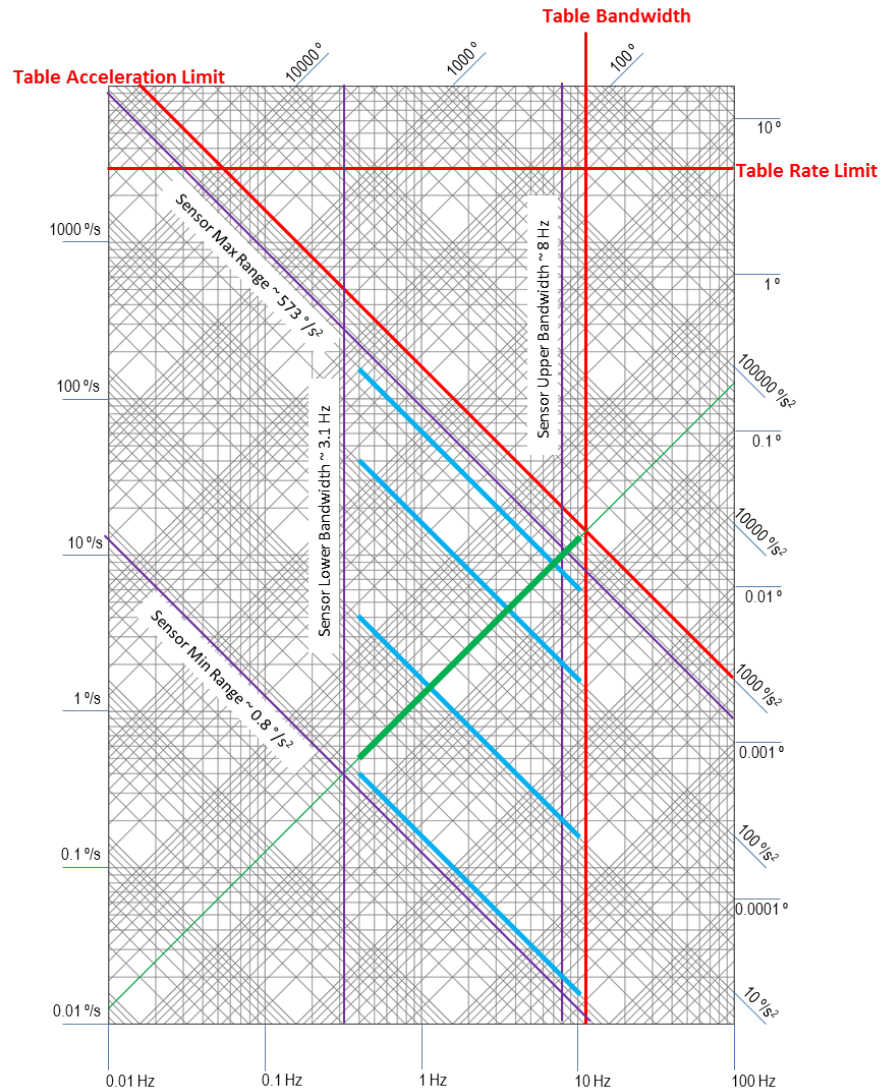 Table Bandwidth
10000 º
1000 º
100º
Table Acceleration Limit
10 º
Table Rate Limit
1000 º/s
1 º
Sensor Max Range ~ 573 º/s²
Sensor Upper Bandwidth ~ 8 Hz
100 º/s
100000 º/s²
0.1 º
Sensor Lower Bandwidth ~ 3.1 Hz
10 º/s
10000 º/s²
0.01 º
Sensor Min Range ~ 0.8 º/s²
1 º/s
1000 º/s²
0.001 º
0.1 º/s
100 º/s²
0.0001 º
0.01 º/s
10 º/s²
0.01 Hz
0.1 Hz
1 Hz
10 Hz
100 Hz